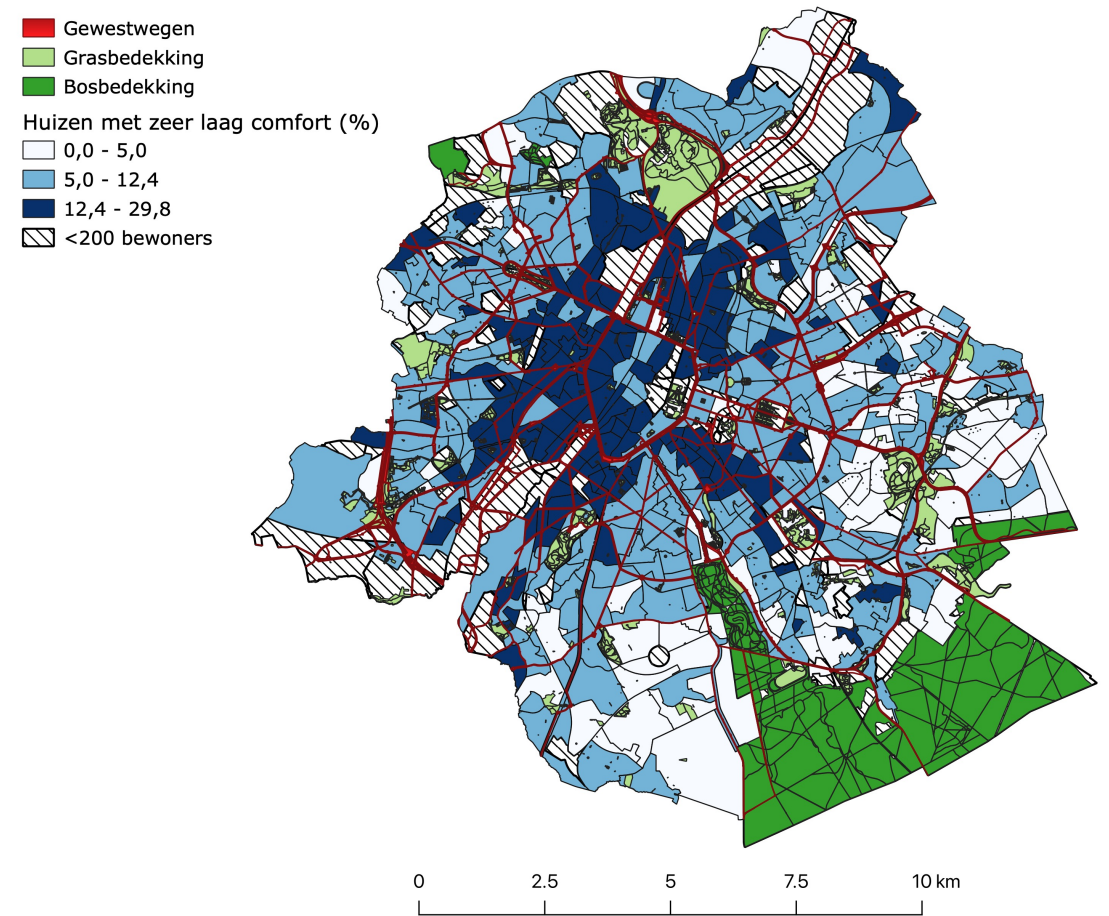 Gewestwegen
Grasbedekking
Bosbedekking
Huizen met zeer laag comfort (%)
0,0 - 5,0
5,0 - 12,4
12,4 - 29,8
<200 bewoners
0 2.5 5 7.5 10 km